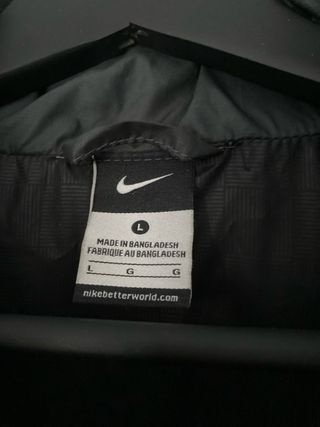 L
MADE IN BANGLADESH
FABRIQUE AU BANGLADESH
L G G
nikebetterworld.com